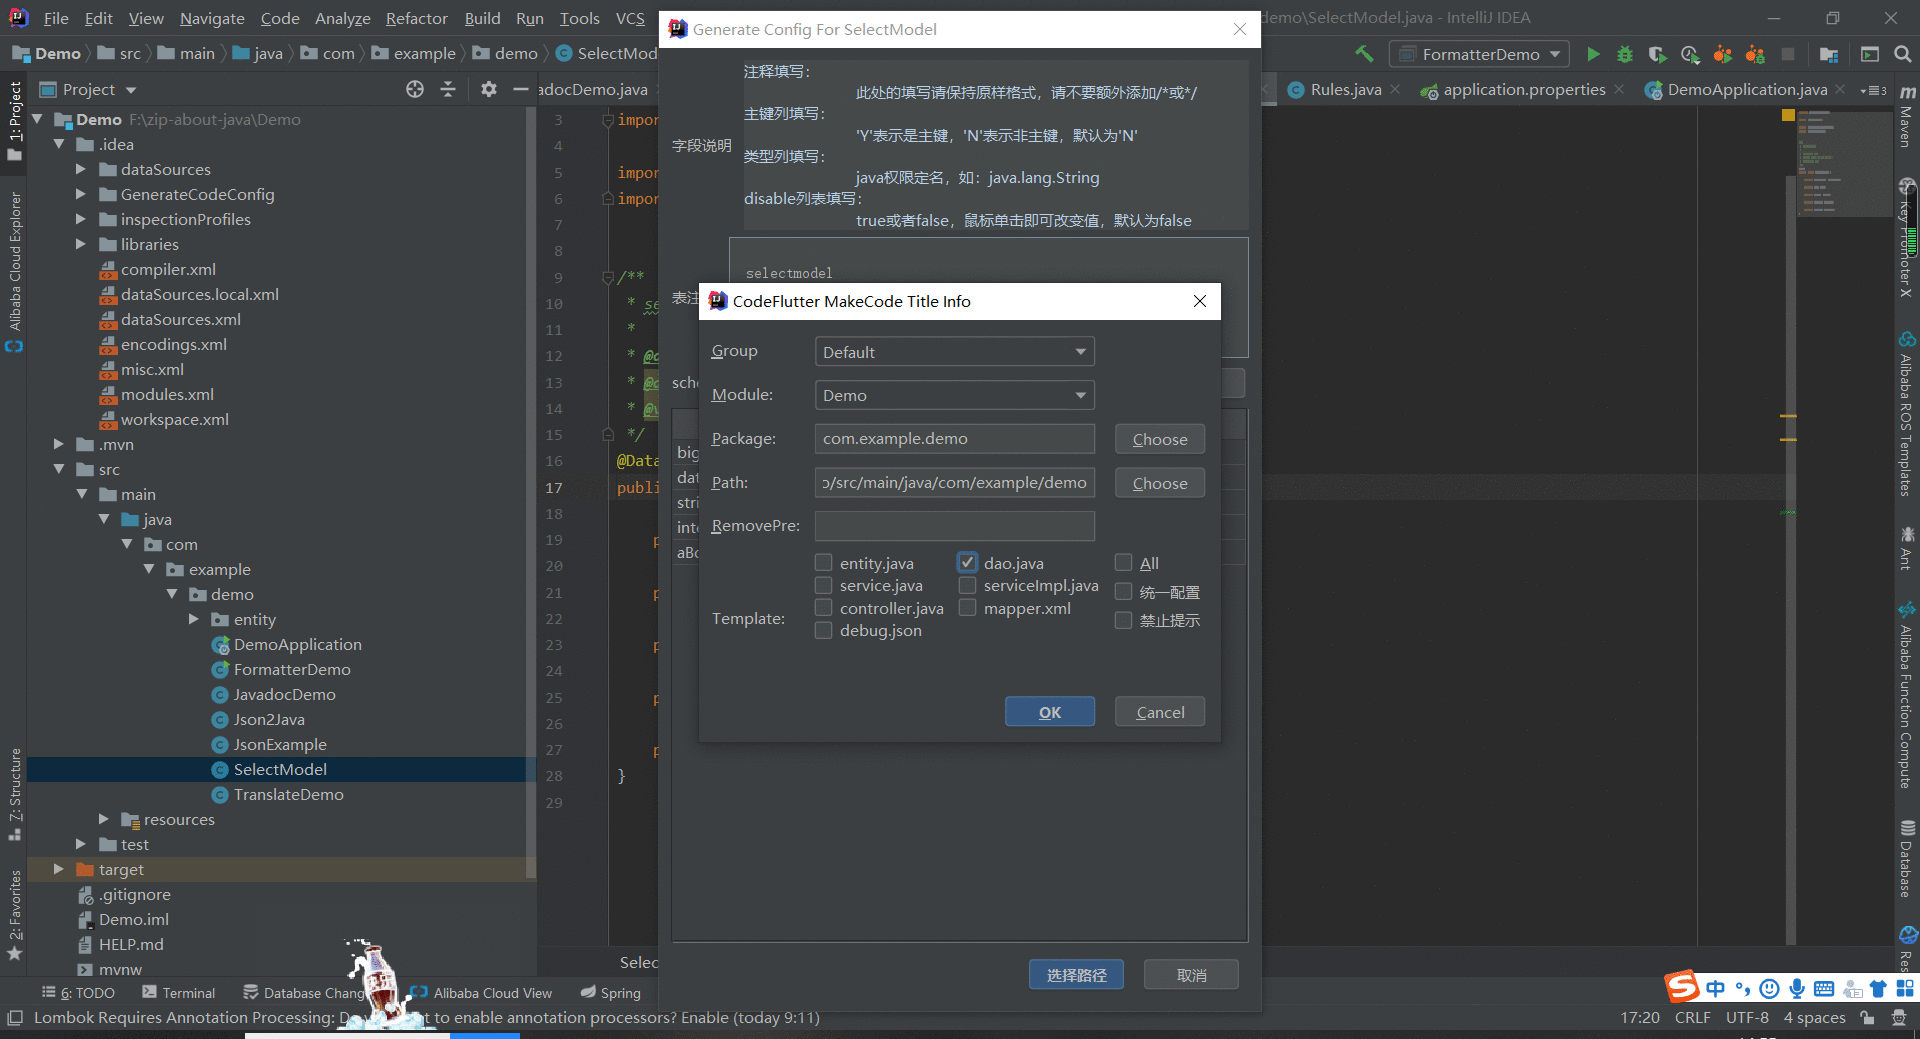 File Edit View Navigate Code Analyze Refactor Build Run Tools VCS
Generate Config For SelectModel
demo\SelectModel.java - IntelliJ IDEA
Demo src main java com example demo SelectMod
FormatterDemo
Project
adocDemo.java
Rules.java
application.properties
DemoApplication.java
3
1: Project
Alibaba Cloud Explorer
7: Structure
2: Favorites
Demo F:\zip-about-java\Demo
.idea
dataSources
GenerateCodeConfig
inspectionProfiles
libraries
compiler.xml
dataSources.local.xml
dataSources.xml
encodings.xml
misc.xml
modules.xml
workspace.xml
.mvn
src
main
java
com
example
demo
entity
DemoApplication
FormatterDemo
JavadocDemo
Json2Java
JsonExample
SelectModel
TranslateDemo
resources
test
target
.gitignore
Demo.iml
HELP.md
mvnw
3 impor
4
5 impor
6 impor
7
8
9 /**
10 * se
11 *
12 * @
13 * @
14 * @
15 */
16 @Data
17 publi
18
19 p
20
21 p
22
23 p
24
25 p
26
27 p
28 }
29
Selec
字段说明
注释填写：
此处的填写请保持原样格式，请不要额外添加/*或*/
主键列填写：
'Y'表示是主键，'N'表示非主键，默认为'N'
类型列填写：
java权限定名，如：java.lang.String
disable列表填写：
true或者false，鼠标单击即可改变值，默认为false
表注
selectmodel
sche
big
dat
stri
inte
aBo
CodeFlutter MakeCode Title Info
Group Default
Module: Demo
Package: com.example.demo Choose
Path: o/src/main/java/com/example/demo Choose
RemovePre:
Template:
entity.java dao.java All
service.java serviceImpl.java 统一配置
controller.java mapper.xml 禁止提示
debug.json
OK Cancel
选择路径 取消
Maven
Key Promoter X
Alibaba ROS Templates
Ant
Alibaba Function Compute
Database
Res
6: TODO Terminal Database Chang Alibaba Cloud View Spring
Lombok Requires Annotation Processing: D t to enable annotation processors? Enable (today 9:11)
17:20 CRLF UTF-8 4 spaces
中